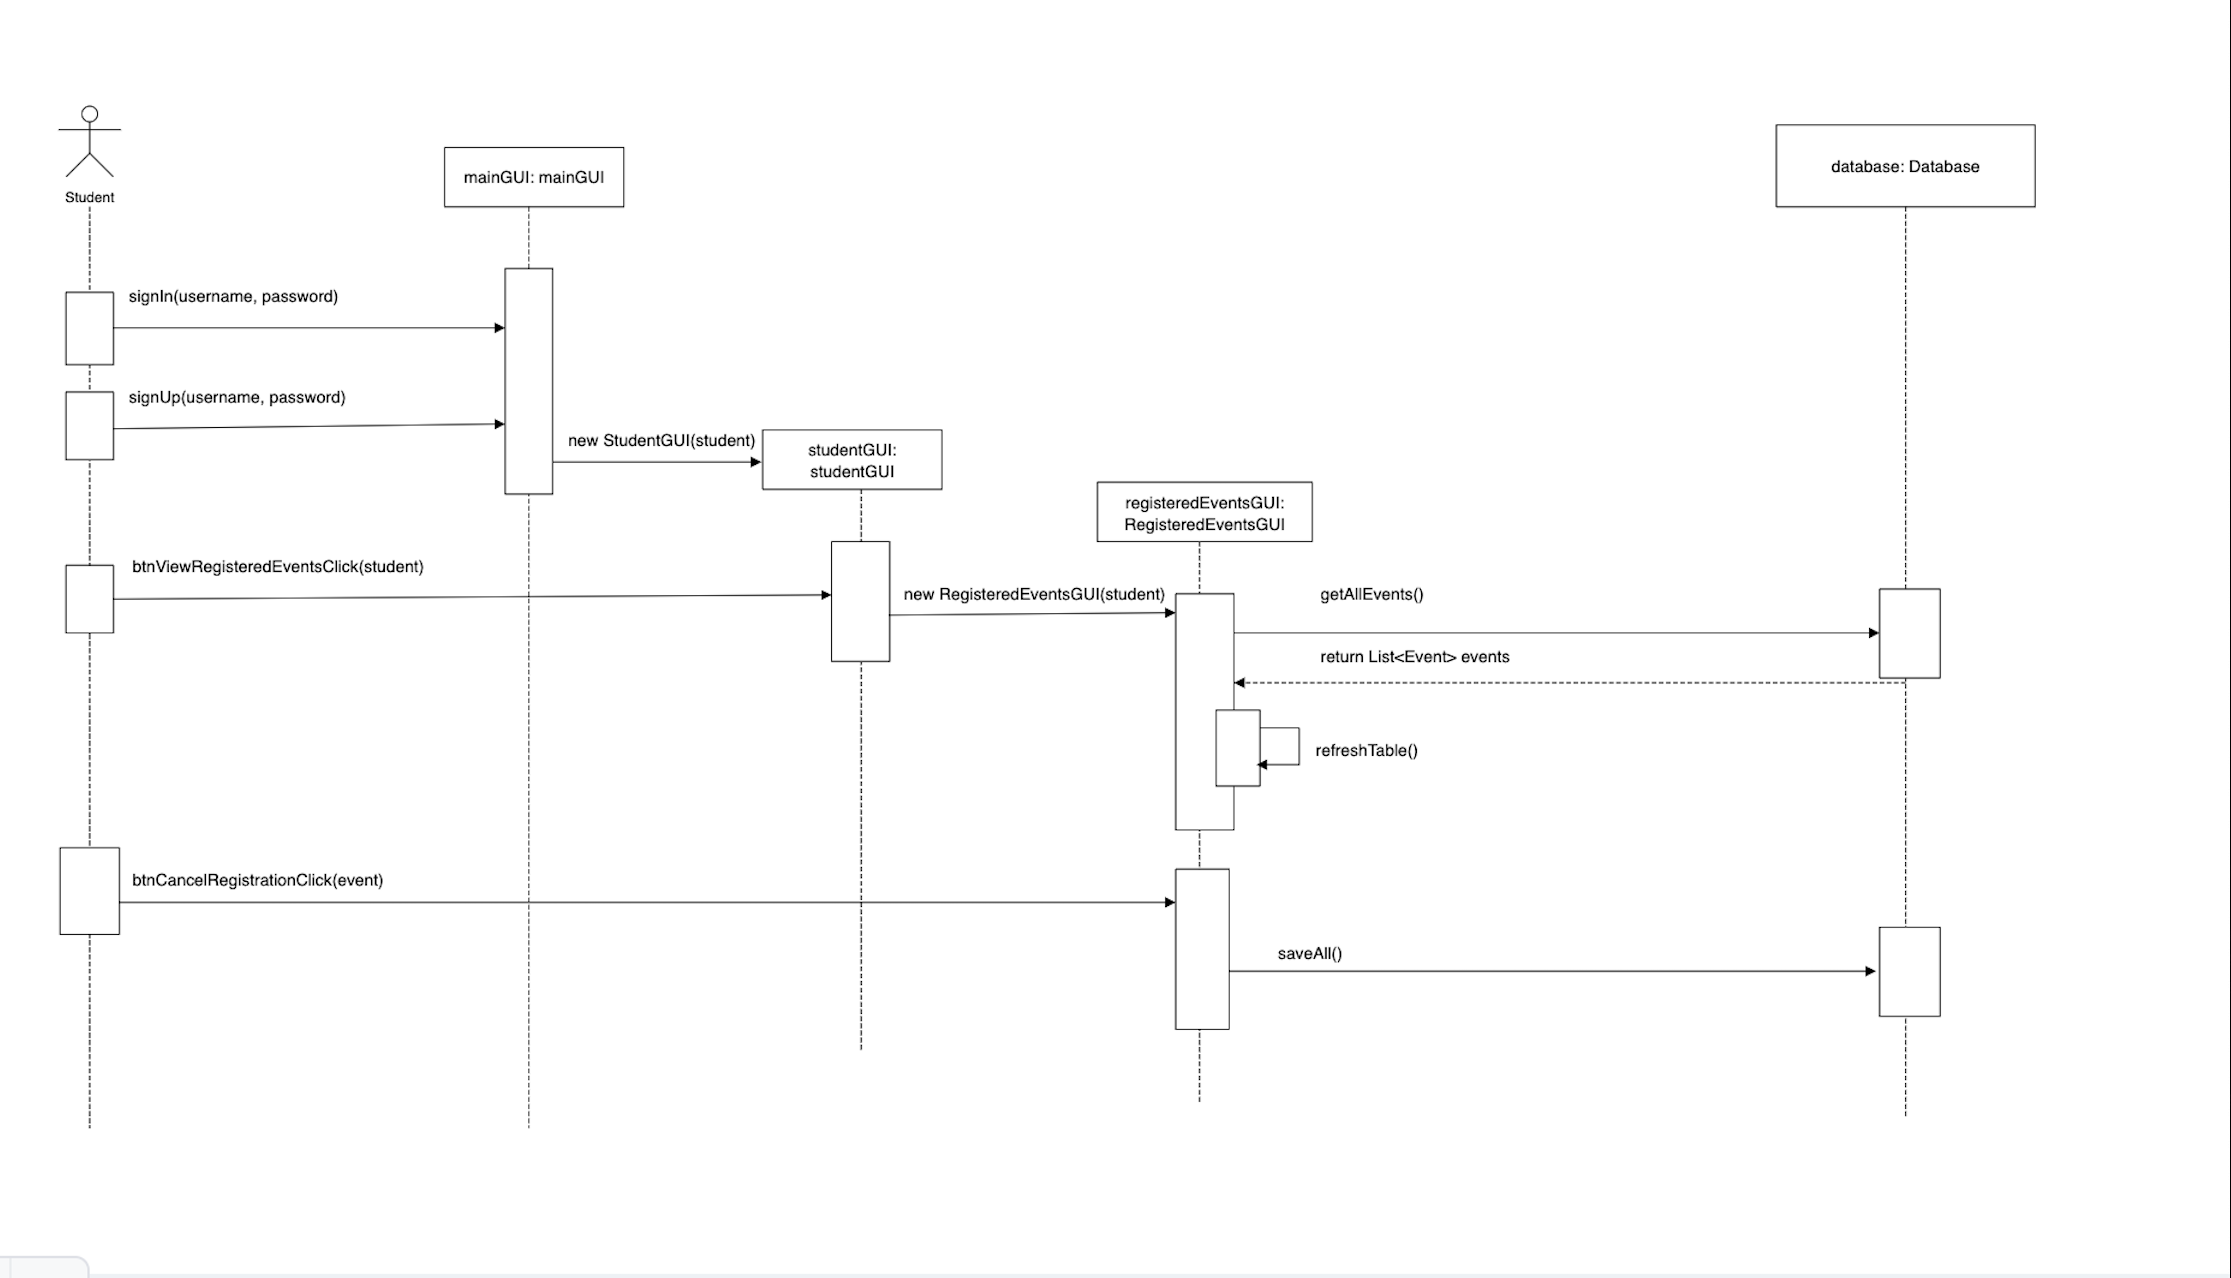 Student
mainGUI: mainGUI
database: Database
signIn(username, password)
signUp(username, password)
new StudentGUI(student)
studentGUI:
studentGUI
registeredEventsGUI:
RegisteredEventsGUI
btnViewRegisteredEventsClick(student)
new RegisteredEventsGUI(student)
getAllEvents()
return List<Event> events
refreshTable()
btnCancelRegistrationClick(event)
saveAll()